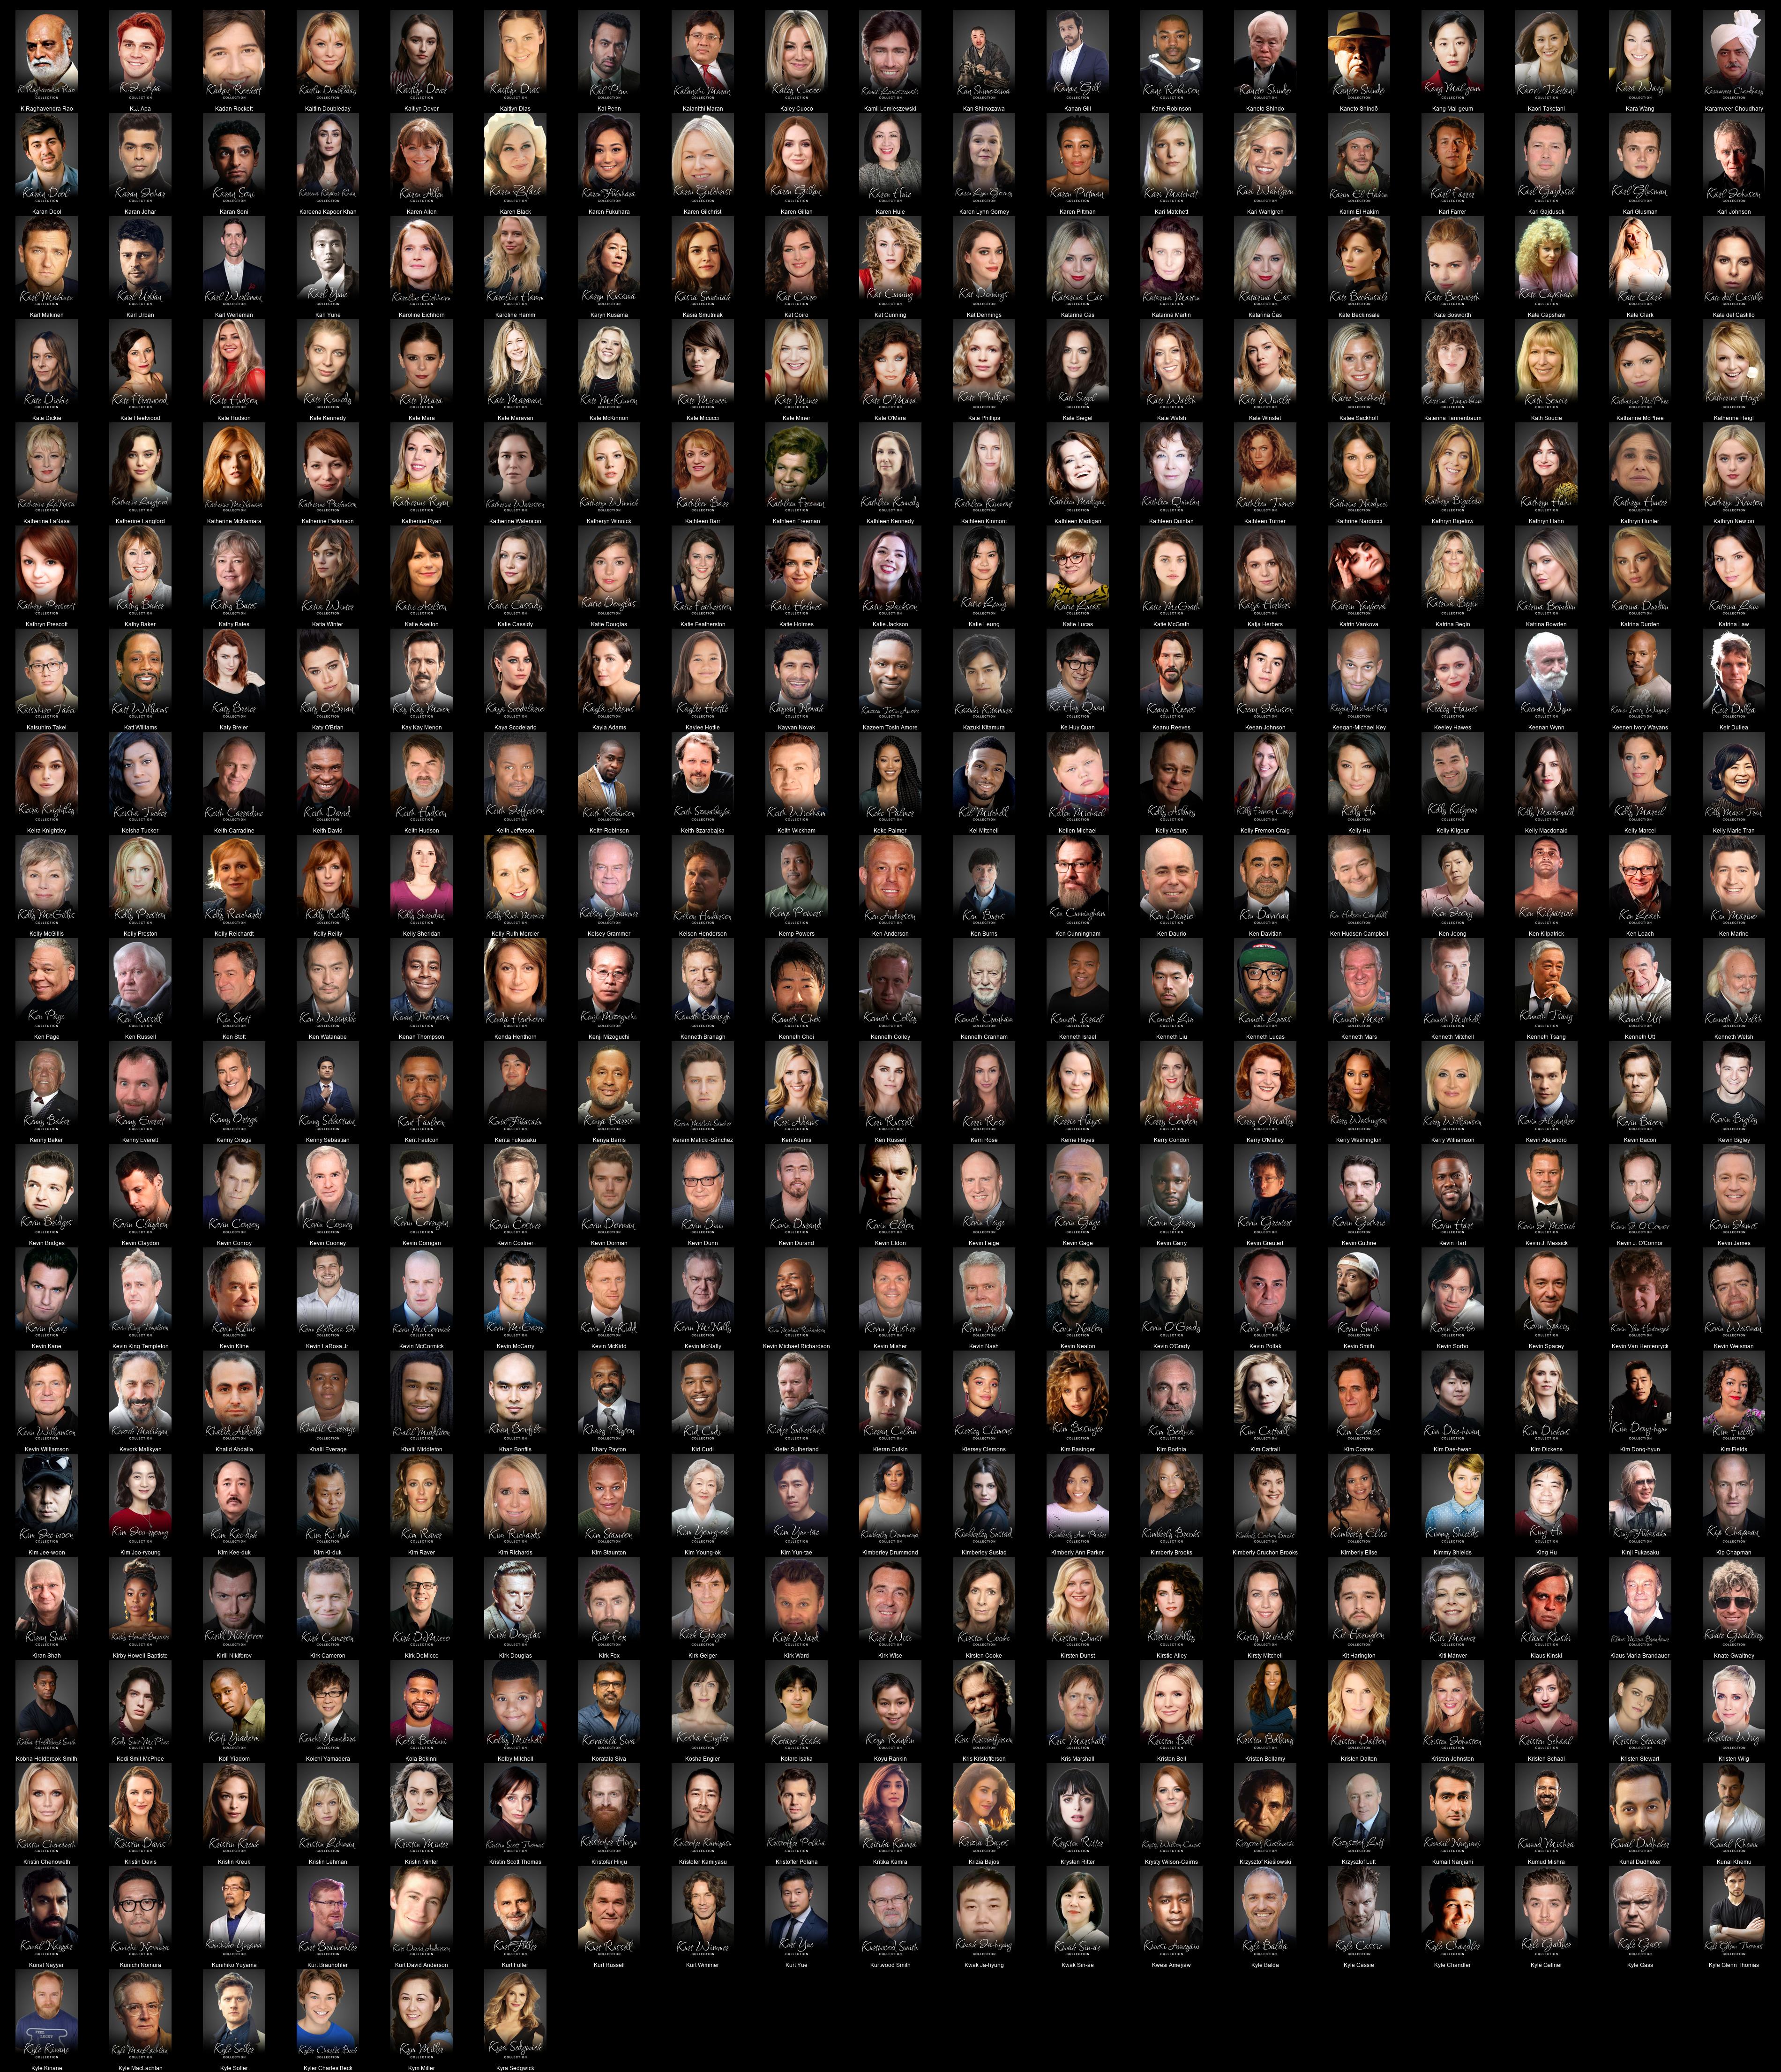 K Raghavendra Rao K.J. Apa Kadan Rockett Kaitlin Doubleday Kaitlyn Dever Kaitlyn Dias Kal Penn Kalanithi Maran Kaley Cuoco Kamil Lemieszewski Kan Shimozawa Kanan Gill Kane Robinson Kaneto Shindo Kaneto Shindō Kang Mal-geum Kaori Takatani Kara Wang Karamveer Choudhary
Karan Deol Karan Johar Karan Soni Kareena Kapoor Khan Karen Allen Karen Black Karen Fukuhara Karen Gilchrist Karen Gillan Karen Huie Karen Lynn Gorney Karen Pittman Kari Matchett Kari Wahlgren Karim El Hakim Karl Farrer Karl Gajdusek Karl Glusman Karl Johnson
Karl Makinen Karl Urban Karl Werleman Karl Yune Karoline Eichhorn Karoline Hamm Karyn Kusama Kasia Smutniak Kat Coiro Kat Cunning Kat Dennings Katarina Cas Katarina Martin Katarina Čas Kate Beckinsale Kate Bosworth Kate Capshaw Kate Clark Kate del Castillo
Kate Dickie Kate Fleetwood Kate Hudson Kate Kennedy Kate Mara Kate Maravan Kate McKinnon Kate Micucci Kate Miner Kate O'Mara Kate Phillips Kate Siegel Kate Walsh Kate Winslet Katee Sackhoff Katerina Tannenbaum Kath Soucie Katharine McPhee Katherine Heigl
Katherine LaNasa Katherine Langford Katherine McNamara Katherine Parkinson Katherine Ryan Katherine Waterston Katheryn Winnick Kathleen Barr Kathleen Freeman Kathleen Kennedy Kathleen Kinmont Kathleen Madigan Kathleen Quinlan Kathleen Turner Kathrine Narducci Kathryn Bigelow Kathryn Hahn Kathryn Hunter Kathryn Newton
Kathryn Prescott Kathy Baker Kathy Bates Katia Winter Katie Aselton Katie Cassidy Katie Douglas Katie Featherston Katie Holmes Katie Jackson Katie Leung Katie Lucas Katie McGrath Katja Herbers Katrin Vankova Katrina Begin Katrina Bowden Katrina Durden Katrina Law
Katsuhiro Takei Katt Williams Katy Breier Katy O'Brian Kay Kay Menon Kaya Scodelario Kayla Adams Kaylee Hottle Kayvan Novak Kazeem Tosin Amore Kazuki Kitamura Ke Huy Quan Keanu Reeves Keean Johnson Keegan-Michael Key Keeley Hawes Keenan Wynn Keenen Ivory Wayans Keir Dullea
Keira Knightley Keisha Tucker Keith Carradine Keith David Keith Hudson Keith Jefferson Keith Robinson Keith Szarabajka Keith Wickham Keke Palmer Kel Mitchell Kellen Michael Kelly Asbury Kelly Fremon Craig Kelly Hu Kelly Kilgour Kelly Macdonald Kelly Marcel Kelly Marie Tran
Kelly McGillis Kelly Preston Kelly Reichardt Kelly Reilly Kelly Sheridan Kelly-Ruth Mercier Kelsey Grammer Kelson Henderson Kemp Powers Ken Anderson Ken Burns Ken Cunningham Ken Daurio Ken Davitian Ken Hudson Campbell Ken Jeong Ken Kilpatrick Ken Loach Ken Marino
Ken Page Ken Russell Ken Stott Ken Watanabe Kenan Thompson Kenda Henthorn Kenji Mizoguchi Kenneth Branagh Kenneth Choi Kenneth Colley Kenneth Cranham Kenneth Israel Kenneth Liu Kenneth Lucas Kenneth Mars Kenneth Mitchell Kenneth Tsang Kenneth Utt Kenneth Welsh
Kenny Baker Kenny Everett Kenny Ortega Kenny Sebastian Kent Faulcon Kenta Fukasaku Kenya Barris Keram Malicki-Sánchez Keri Adams Keri Russell Kerri Rose Kerrie Hayes Kerry Condon Kerry O'Malley Kerry Washington Kerry Williamson Kevin Alejandro Kevin Bacon Kevin Bigley
Kevin Bridges Kevin Claydon Kevin Conroy Kevin Cooney Kevin Corrigan Kevin Costner Kevin Dorman Kevin Dunn Kevin Durand Kevin Eldon Kevin Feige Kevin Gage Kevin Garry Kevin Greutert Kevin Guthrie Kevin Hart Kevin J. Messick Kevin J. O'Connor Kevin James
Kevin Kane Kevin King Templeton Kevin Kline Kevin LaRosa Jr. Kevin McCormick Kevin McGarry Kevin McKidd Kevin McNally Kevin Michael Richardson Kevin Misher Kevin Nash Kevin Nealon Kevin O'Grady Kevin Pollak Kevin Smith Kevin Sorbo Kevin Spacey Kevin Van Hentenryck Kevin Weisman
Kevin Williamson Kevork Malikyan Khalid Abdalla Khalil Everage Khalil Middleton Khan Bonfils Khary Payton Kid Cudi Kiefer Sutherland Kieran Culkin Kiersey Clemons Kim Basinger Kim Bodnia Kim Cattrall Kim Coates Kim Dae-hwan Kim Dickens Kim Dong-hyun Kim Fields
Kim Jee-woon Kim Joo-ryoung Kim Kee-duk Kim Ki-duk Kim Raver Kim Richards Kim Staunton Kim Young-ok Kim Yun-tae Kimberley Drummond Kimberley Sustad Kimberly Ann Parker Kimberly Brooks Kimberly Cruchon Brooks Kimberly Elise Kimmy Shields King Hu Kinji Fukasaku Kip Chapman
Kiran Shah Kirby Howell-Baptiste Kirill Nikiforov Kirk Cameron Kirk DeMicco Kirk Douglas Kirk Fox Kirk Geiger Kirk Ward Kirk Wise Kirsten Cooke Kirsten Dunst Kirstie Alley Kirsty Mitchell Kit Harington Kiti Mánver Klaus Kinski Klaus Maria Brandauer Knate Gwaltney
Kobna Holdbrook-Smith Kodi Smit-McPhee Kofi Yiadom Koichi Yamadera Kola Bokinni Kolby Mitchell Koratala Siva Kosha Engler Kotaro Isaka Koyu Rankin Kris Kristofferson Kris Marshall Kristen Bell Kristen Bellamy Kristen Dalton Kristen Johnston Kristen Schaal Kristen Stewart Kristen Wiig
Kristin Chenoweth Kristin Davis Kristin Kreuk Kristin Lehman Kristin Minter Kristin Scott Thomas Kristofer Hivju Kristofer Kamiyasu Kristoffer Polaha Kritika Kamra Krizia Bajos Krysten Ritter Krysty Wilson-Cairns Krzysztof Kieślowski Krzysztof Luft Kumail Nanjiani Kumud Mishra Kunal Dudheker Kunal Khemu
Kunal Nayyar Kunichi Nomura Kunihiko Yuyama Kurt Braunohler Kurt David Anderson Kurt Fuller Kurt Russell Kurt Wimmer Kurt Yue Kurtwood Smith Kwak Ja-hyung Kwak Sin-ae Kwesi Ameyaw Kyle Balda Kyle Cassie Kyle Chandler Kyle Gallner Kyle Gass Kyle Glenn Thomas
Kyle Kinane Kyle MacLachlan Kyle Soller Kyler Charles Beck Kym Miller Kyra Sedgwick